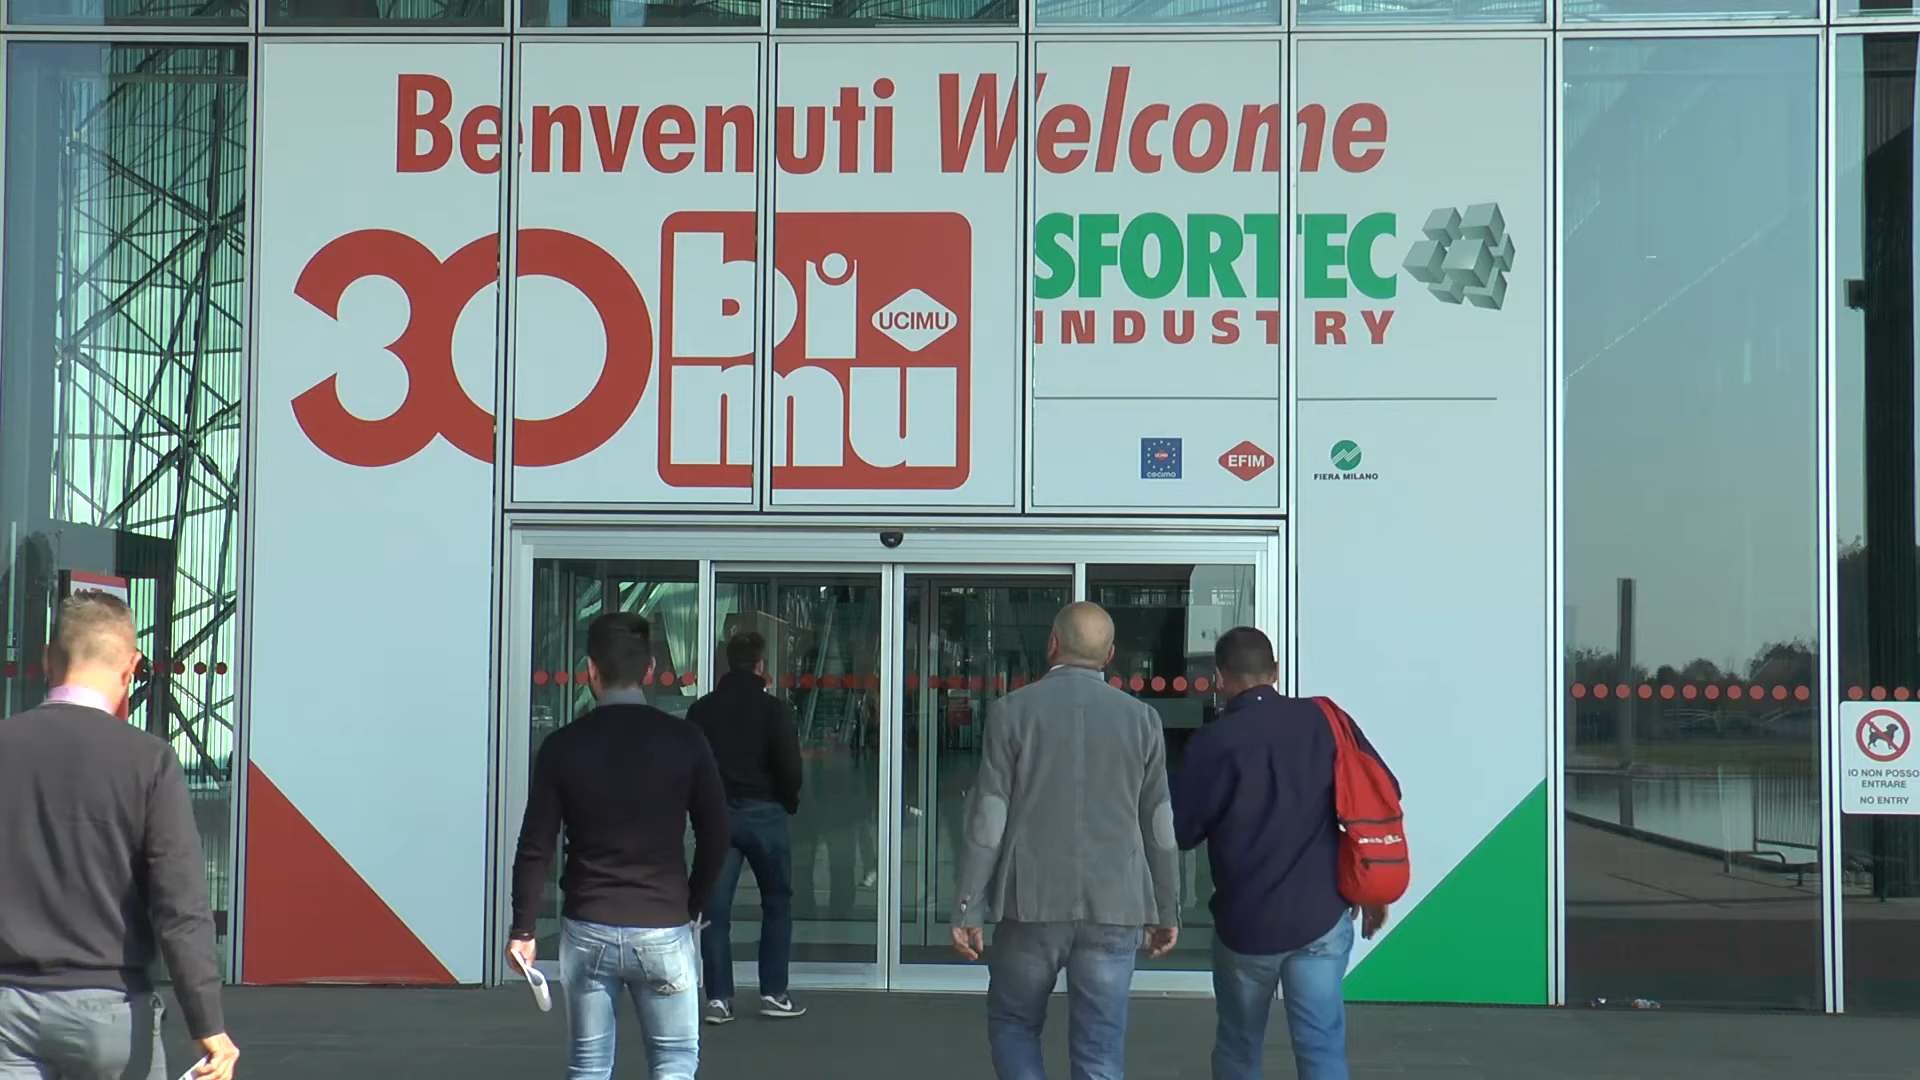 Benvenuti Welcome
30
bi
mu
UCIMU
SFORTEC
INDUSTRY
cecimo
EFIM
FIERA MILANO
IO NON POSSO
ENTRARE
NO ENTRY